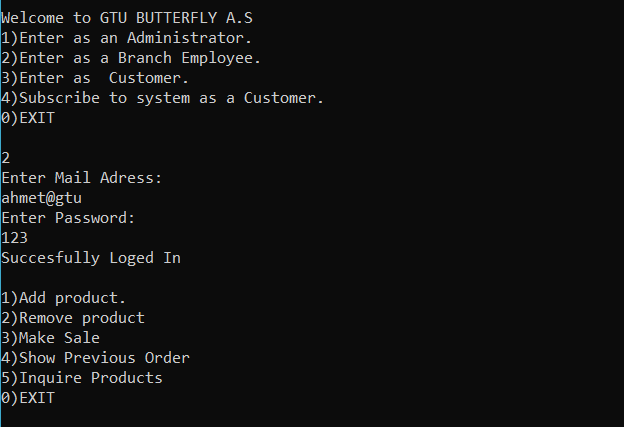 Welcome to GTU BUTTERFLY A.S
1)Enter as an Administrator.
2)Enter as a Branch Employee.
3)Enter as  Customer.
4)Subscribe to system as a Customer.
0)EXIT
2
Enter Mail Adress:
ahmet@gtu
Enter Password:
123
Succesfully Loged In
1)Add product.
2)Remove product
3)Make Sale
4)Show Previous Order
5)Inquire Products
0)EXIT